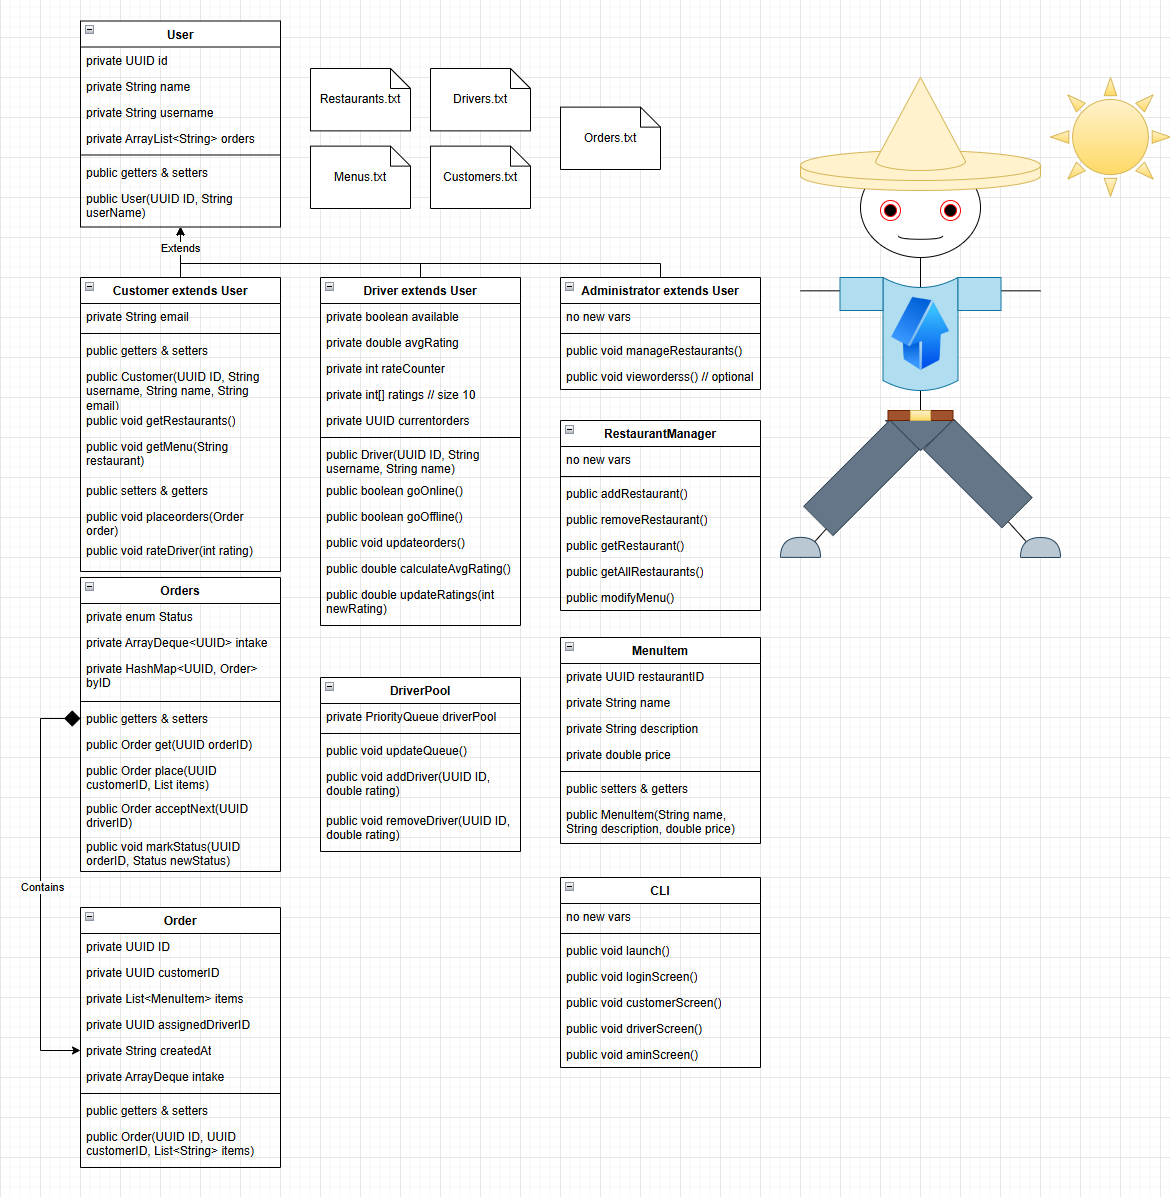 User
private UUID id
private String name
private String username
private ArrayList<String> orders
public getters & setters
public User(UUID ID, String
userName)
Restaurants.txt
Drivers.txt
Orders.txt
Menus.txt
Customers.txt
Extends
Customer extends User
private String email
public getters & setters
public Customer(UUID ID, String
username, String name, String
email)
public void getRestaurants()
public void getMenu(String
restaurant)
public setters & getters
public void placeorders(Order
order)
public void rateDriver(int rating)
Driver extends User
private boolean available
private double avgRating
private int rateCounter
private int[] ratings // size 10
private UUID currentorders
public Driver(UUID ID, String
username, String name)
public boolean goOnline()
public boolean goOffline()
public void updateorders()
public double calculateAvgRating()
public double updateRatings(int
newRating)
Administrator extends User
no new vars
public void manageRestaurants()
public void vieworderss() // optional
RestaurantManager
no new vars
public addRestaurant()
public removeRestaurant()
public getRestaurant()
public getAllRestaurants()
public modifyMenu()
Orders
private enum Status
private ArrayDeque<UUID> intake
private HashMap<UUID, Order>
byID
public getters & setters
public Order get(UUID orderID)
public Order place(UUID
customerID, List items)
public Order acceptNext(UUID
driverID)
public void markStatus(UUID
orderID, Status newStatus)
DriverPool
private PriorityQueue driverPool
public void updateQueue()
public void addDriver(UUID ID,
double rating)
public void removeDriver(UUID ID,
double rating)
MenuItem
private UUID restaurantID
private String name
private String description
private double price
public setters & getters
public MenuItem(String name,
String description, double price)
Contains
Order
private UUID ID
private UUID customerID
private List<MenuItem> items
private UUID assignedDriverID
private String createdAt
private ArrayDeque intake
public getters & setters
public Order(UUID ID, UUID
customerID, List<String> items)
CLI
no new vars
public void launch()
public void loginScreen()
public void customerScreen()
public void driverScreen()
public void aminScreen()